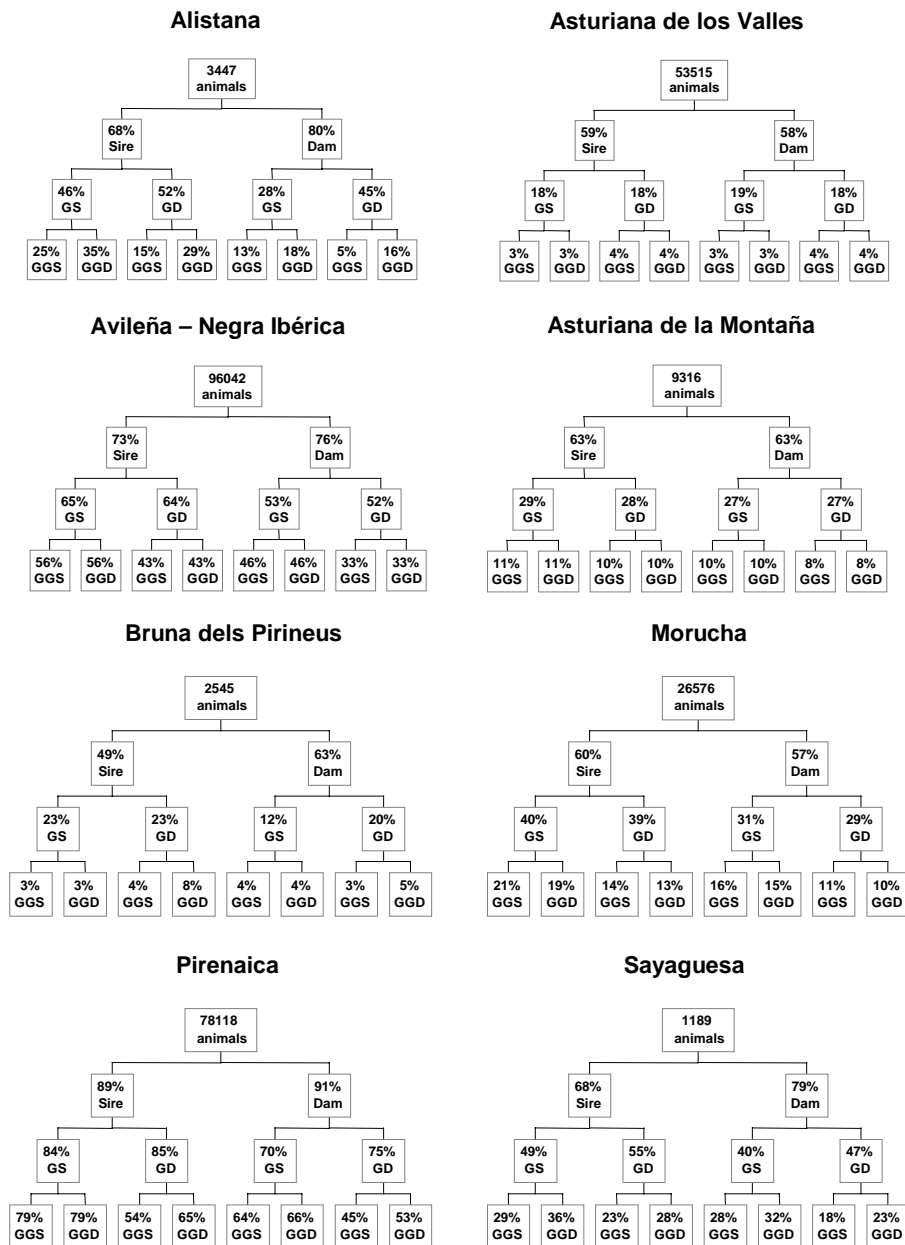 Alistana
3447
animals
68%
Sire
80%
Dam
46%
GS
52%
GD
28%
GS
45%
GD
25%
GGS
35%
GGD
15%
GGS
29%
GGD
13%
GGS
18%
GGD
5%
GGS
16%
GGD
Asturiana de los Valles
53515
animals
59%
Sire
58%
Dam
18%
GS
18%
GD
19%
GS
18%
GD
3%
GGS
3%
GGD
4%
GGS
4%
GGD
3%
GGS
3%
GGD
4%
GGS
4%
GGD
Avileña – Negra Ibérica
96042
animals
73%
Sire
76%
Dam
65%
GS
64%
GD
53%
GS
52%
GD
56%
GGS
56%
GGD
43%
GGS
43%
GGD
46%
GGS
46%
GGD
33%
GGS
33%
GGD
Asturiana de la Montaña
9316
animals
63%
Sire
63%
Dam
29%
GS
28%
GD
27%
GS
27%
GD
11%
GGS
11%
GGD
10%
GGS
10%
GGD
10%
GGS
10%
GGD
8%
GGS
8%
GGD
Bruna dels Pirineus
2545
animals
49%
Sire
63%
Dam
23%
GS
23%
GD
12%
GS
20%
GD
3%
GGS
3%
GGD
4%
GGS
8%
GGD
4%
GGS
4%
GGD
3%
GGS
5%
GGD
Morucha
26576
animals
60%
Sire
57%
Dam
40%
GS
39%
GD
31%
GS
29%
GD
21%
GGS
19%
GGD
14%
GGS
13%
GGD
16%
GGS
15%
GGD
11%
GGS
10%
GGD
Pirenaica
78118
animals
89%
Sire
91%
Dam
84%
GS
85%
GD
70%
GS
75%
GD
79%
GGS
79%
GGD
54%
GGS
65%
GGD
64%
GGS
66%
GGD
45%
GGS
53%
GGD
Sayaguesa
1189
animals
68%
Sire
79%
Dam
49%
GS
55%
GD
40%
GS
47%
GD
29%
GGS
36%
GGD
23%
GGS
28%
GGD
28%
GGS
32%
GGD
18%
GGS
23%
GGD